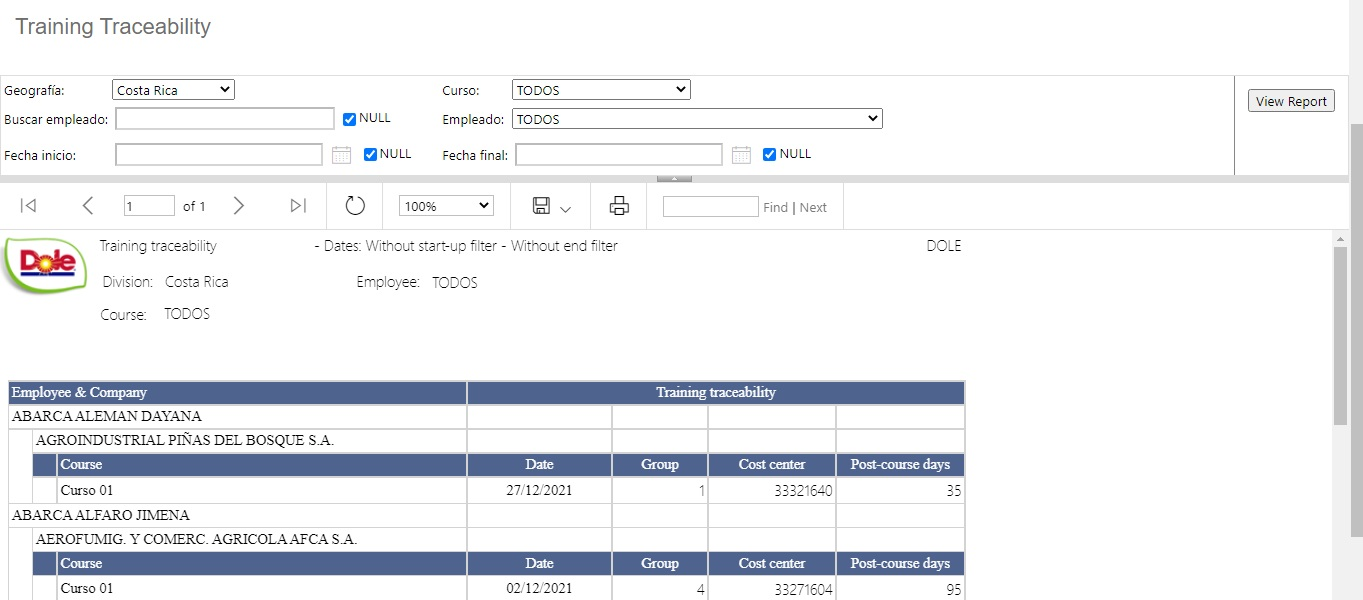 Training Traceability
Geografía: Costa Rica Curso: TODOS View Report
Buscar empleado: NULL Empleado: TODOS
Fecha inicio: NULL Fecha final: NULL
1 of 1 100% Find | Next
Dole
Training traceability - Dates: Without start-up filter - Without end filter DOLE
Division: Costa Rica Employee: TODOS
Course: TODOS
Employee & Company Training traceability
ABARCA ALEMAN DAYANA
AGROINDUSTRIAL PIÑAS DEL BOSQUE S.A.
Course Date Group Cost center Post-course days
Curso 01 27/12/2021 1 33321640 35
ABARCA ALFARO JIMENA
AEROFUMIG. Y COMERC. AGRICOLA AFCA S.A.
Course Date Group Cost center Post-course days
Curso 01 02/12/2021 4 33271604 95